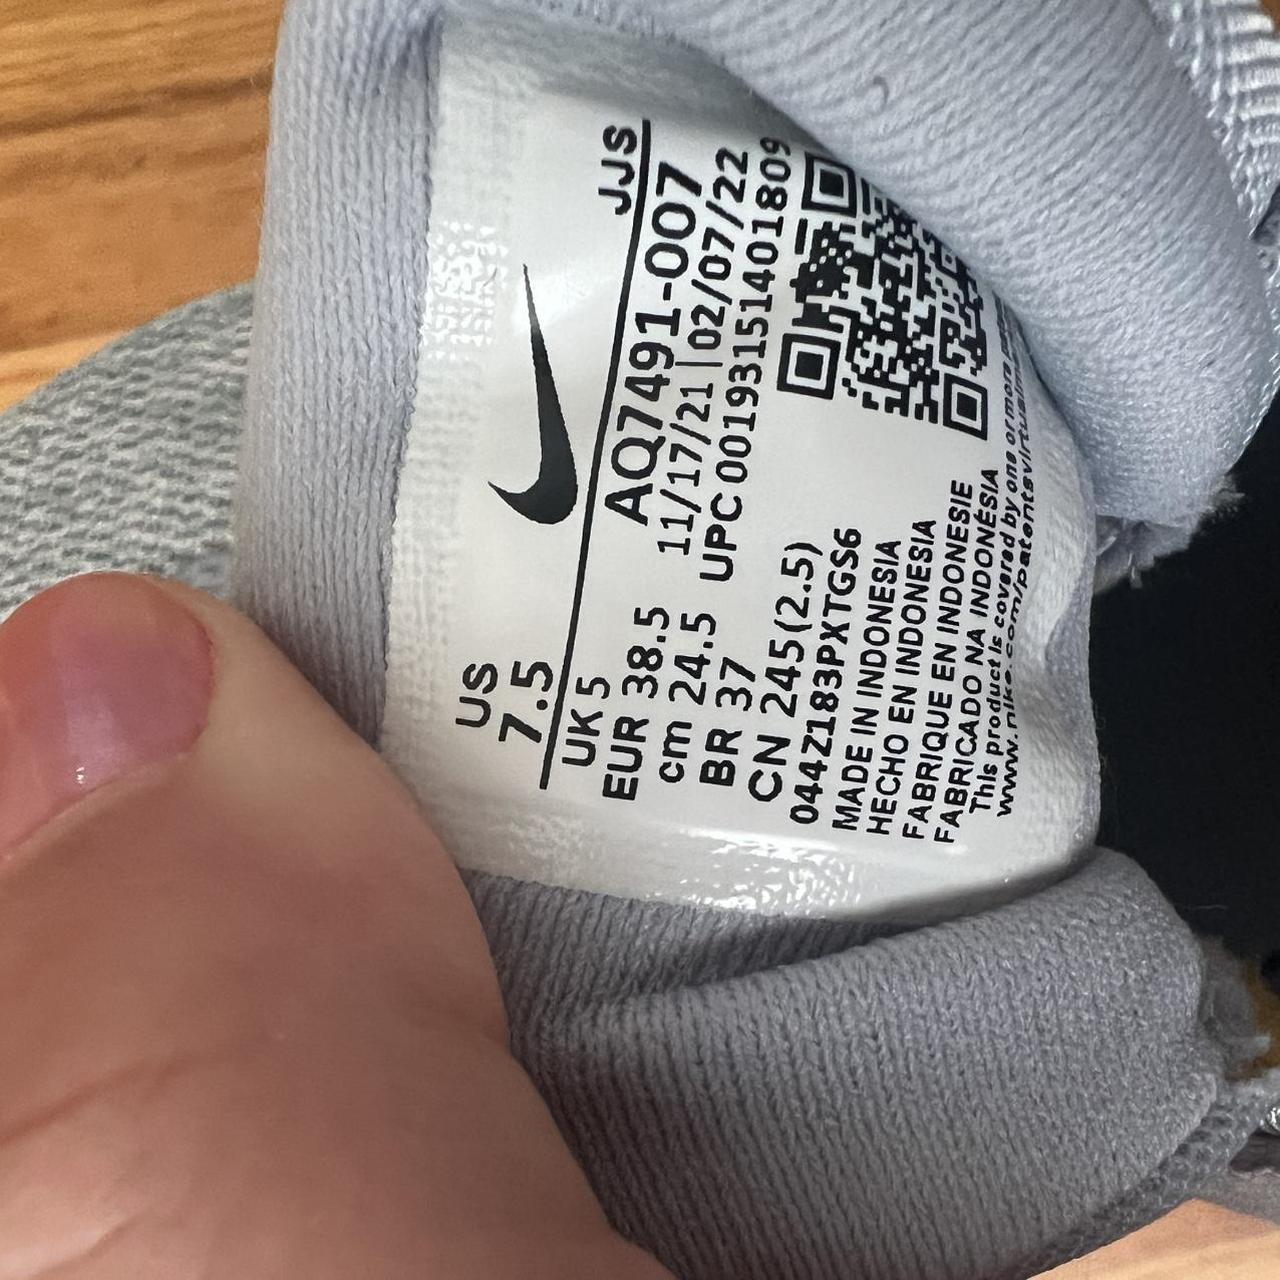 US
7.5
JJS
UK 5
EUR 38.5
cm 24.5
BR 37
CN 245(2.5)
AQ7491-007
11/17/21|02/07/22
UPC 00193151401809
0442183PXTGS6
MADE IN INDONESIA
HECHO EN INDONESIA
FABRIQUE EN INDONESIE
FABRICADO NA INDONÉSIA
This product is covered by one or more
www.nike.com/patentsvirtual